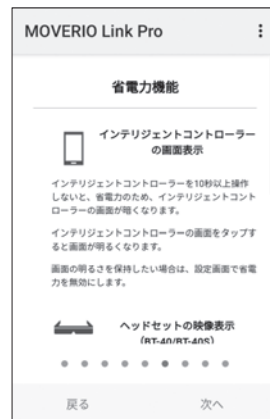 MOVERIO Link Pro
省電力機能
インテリジェントコントローラー
の画面表示
インテリジェントコントローラーを10秒以上操作
しないと、省電力のため、インテリジェントコント
ローラーの画面が暗くなります。
インテリジェントコントローラーの画面をタップす
ると画面が明るくなります。
画面の明るさを保持したい場合は、設定画面で省電
力を無効にします。
ヘッドセットの映像表示
(BT-40/BT-40S)
戻る
次へ